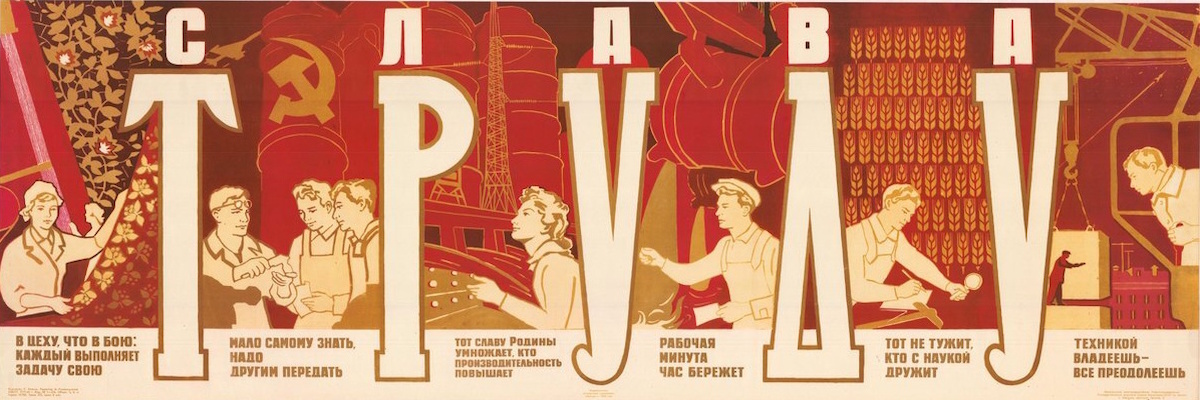 СЛАВА
ТРУДУ
В ЦЕХУ, ЧТО В БОЮ:
КАЖДЫЙ ВЫПОЛНЯЕТ
ЗАДАЧУ СВОЮ
МАЛО САМОМУ ЗНАТЬ,
НАДО
ДРУГИМ ПЕРЕДАТЬ
ТОТ СЛАВУ РОДИНЫ
УМНОЖАЕТ, КТО
ПРОИЗВОДИТЕЛЬНОСТЬ
ПОВЫШАЕТ
РАБОЧАЯ
МИНУТА
ЧАС БЕРЕЖЕТ
ТОТ НЕ ТУЖИТ,
КТО С НАУКОЙ
ДРУЖИТ
ТЕХНИКОЙ
ВЛАДЕЕШЬ—
ВСЕ ПРЕОДОЛЕЕШЬ